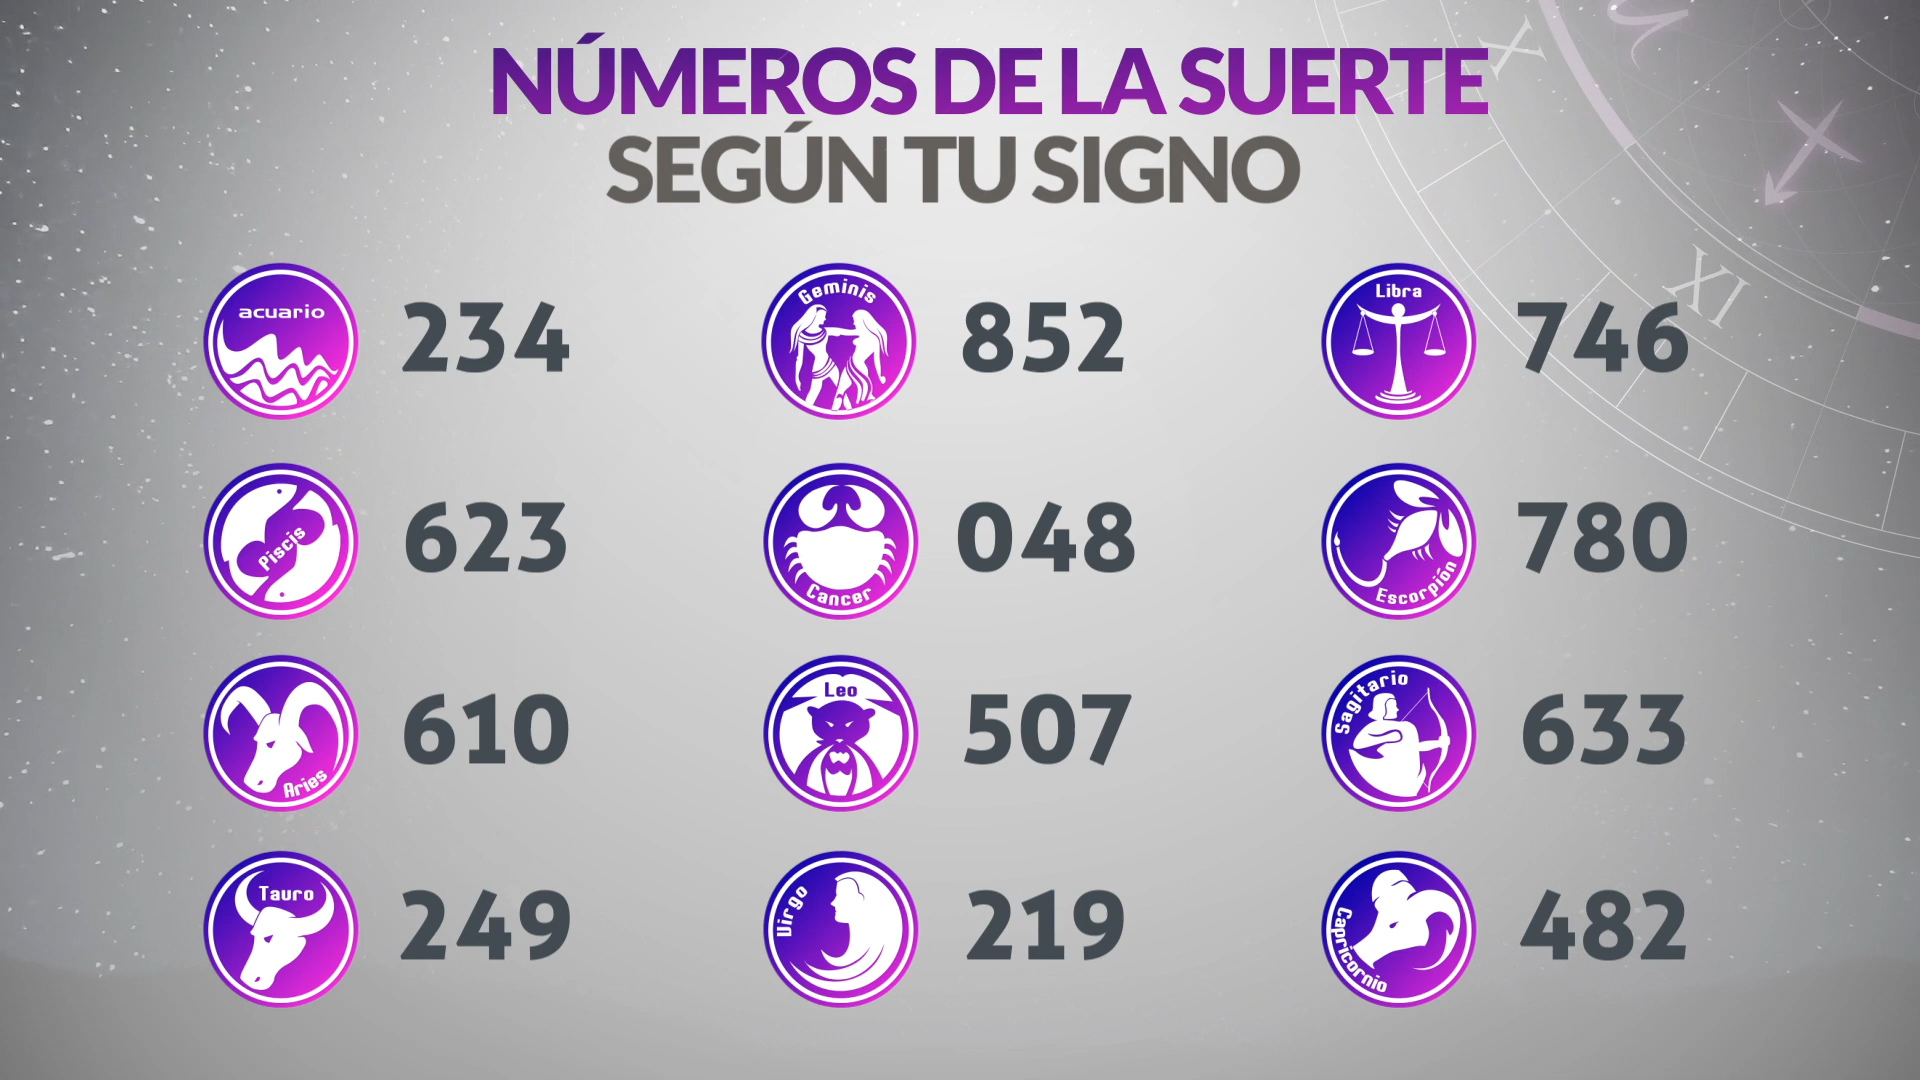 NÚMEROS DE LA SUERTE
SEGÚN TU SIGNO
X
XI
acuario 234
Geminis 852
Libra 746
Piscis 623
Cancer 048
Escorpión 780
Aries 610
Leo 507
Sagitario 633
Tauro 249
Virgo 219
Capricornio 482